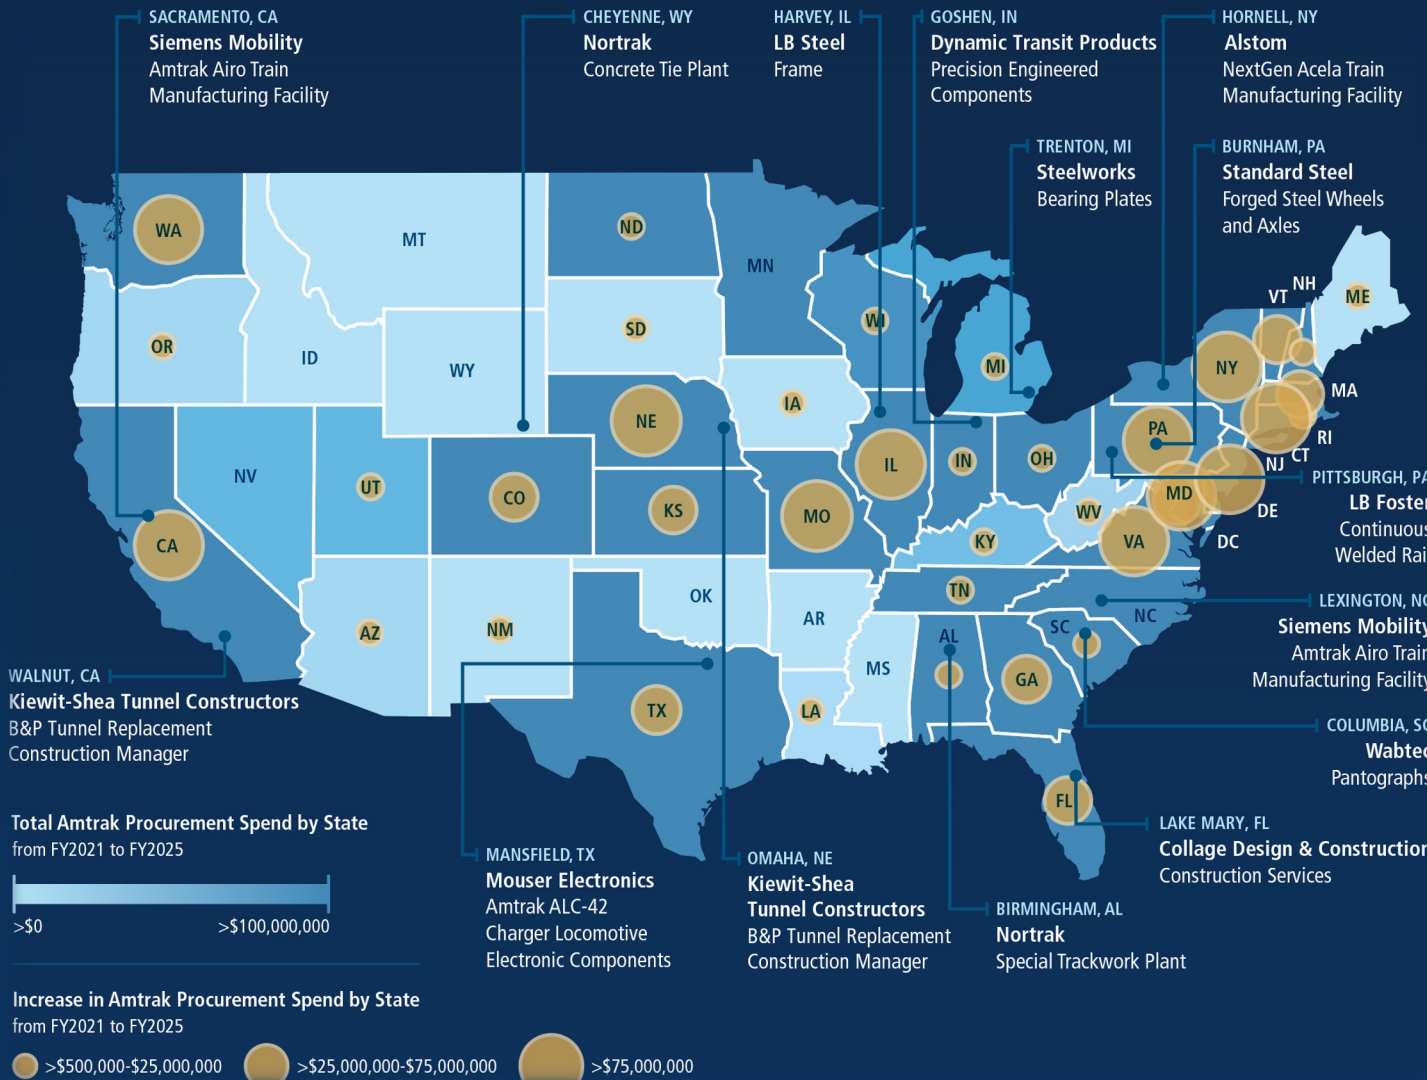 SACRAMENTO, CA
Siemens Mobility
Amtrak Airo Train
Manufacturing Facility
CHEYENNE, WY
Nortrak
Concrete Tie Plant
HARVEY, IL
LB Steel
Frame
GOSHEN, IN
Dynamic Transit Products
Precision Engineered
Components
HORNELL, NY
Alstom
NextGen Acela Train
Manufacturing Facility
TRENTON, MI
Steelworks
Bearing Plates
BURNHAM, PA
Standard Steel
Forged Steel Wheels
and Axles
WA
MT
ND
MN
OR
ID
WY
SD
WI
MI
IA
NE
NV
UT
CO
KS
MO
IL
IN
OH
PA
NY
VT
NH
ME
MA
RI
CT
NJ
DE
MD
DC
WV
VA
KY
CA
AZ
NM
OK
AR
TN
NC
SC
AL
MS
GA
LA
TX
FL
PITTSBURGH, PA
LB Foster
Continuous
Welded Rai
LEXINGTON, NC
Siemens Mobility
Amtrak Airo Train
Manufacturing Facility
COLUMBIA, SC
Wabtec
Pantographs
LAKE MARY, FL
Collage Design & Construction
Construction Services
WALNUT, CA
Kiewit-Shea Tunnel Constructors
B&P Tunnel Replacement
Construction Manager
MANSFIELD, TX
Mouser Electronics
Amtrak ALC-42
Charger Locomotive
Electronic Components
OMAHA, NE
Kiewit-Shea
Tunnel Constructors
B&P Tunnel Replacement
Construction Manager
BIRMINGHAM, AL
Nortrak
Special Trackwork Plant
Total Amtrak Procurement Spend by State
from FY2021 to FY2025
>$0
>$100,000,000
Increase in Amtrak Procurement Spend by State
from FY2021 to FY2025
>$500,000-$25,000,000
>$25,000,000-$75,000,000
>$75,000,000